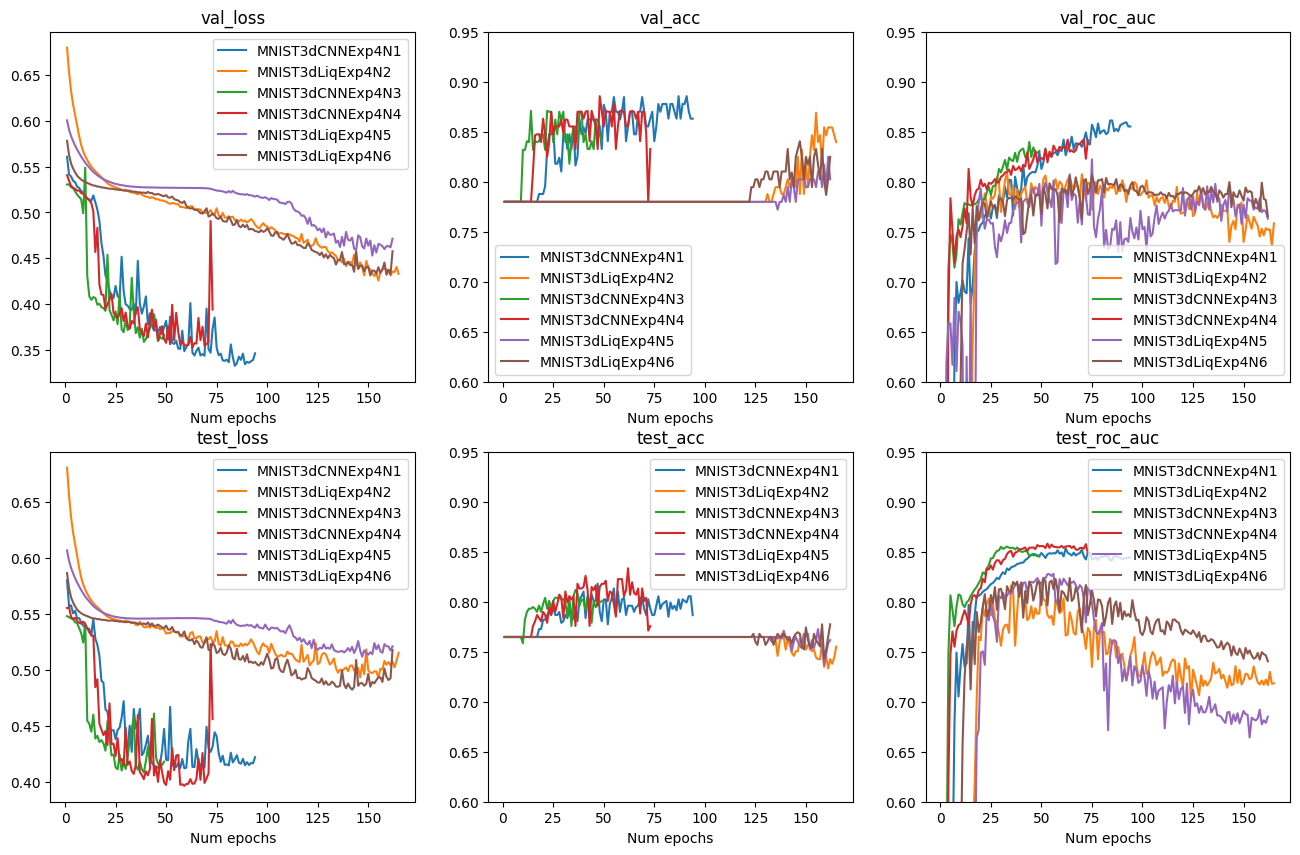 val_loss
0.65
0.60
0.55
0.50
0.45
0.40
0.35
MNIST3dCNNExp4N1
MNIST3dLiqExp4N2
MNIST3dCNNExp4N3
MNIST3dCNNExp4N4
MNIST3dLiqExp4N5
MNIST3dLiqExp4N6
0 25 50 75 100 125 150
Num epochs
val_acc
0.95
0.90
0.85
0.80
0.75
0.70
0.65
0.60
MNIST3dCNNExp4N1
MNIST3dLiqExp4N2
MNIST3dCNNExp4N3
MNIST3dCNNExp4N4
MNIST3dLiqExp4N5
MNIST3dLiqExp4N6
0 25 50 75 100 125 150
Num epochs
val_roc_auc
0.95
0.90
0.85
0.80
0.75
0.70
0.65
0.60
MNIST3dCNNExp4N1
MNIST3dLiqExp4N2
MNIST3dCNNExp4N3
MNIST3dCNNExp4N4
MNIST3dLiqExp4N5
MNIST3dLiqExp4N6
0 25 50 75 100 125 150
Num epochs
test_loss
0.65
0.60
0.55
0.50
0.45
0.40
MNIST3dCNNExp4N1
MNIST3dLiqExp4N2
MNIST3dCNNExp4N3
MNIST3dCNNExp4N4
MNIST3dLiqExp4N5
MNIST3dLiqExp4N6
0 25 50 75 100 125 150
Num epochs
test_acc
0.95
0.90
0.85
0.80
0.75
0.70
0.65
0.60
MNIST3dCNNExp4N1
MNIST3dLiqExp4N2
MNIST3dCNNExp4N3
MNIST3dCNNExp4N4
MNIST3dLiqExp4N5
MNIST3dLiqExp4N6
0 25 50 75 100 125 150
Num epochs
test_roc_auc
0.95
0.90
0.85
0.80
0.75
0.70
0.65
0.60
MNIST3dCNNExp4N1
MNIST3dLiqExp4N2
MNIST3dCNNExp4N3
MNIST3dCNNExp4N4
MNIST3dLiqExp4N5
MNIST3dLiqExp4N6
0 25 50 75 100 125 150
Num epochs